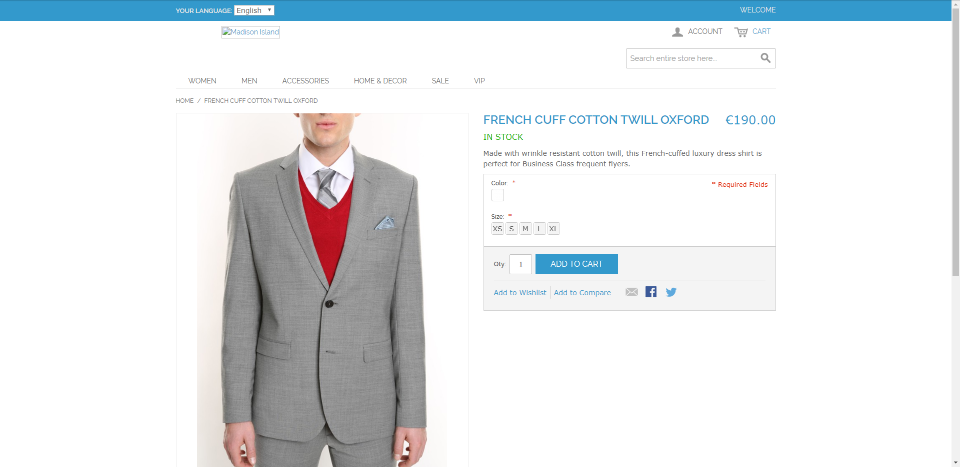 YOUR LANGUAGE: English
WELCOME
Madison Island
ACCOUNT CART
Search entire store here...
WOMEN MEN ACCESSORIES HOME & DECOR SALE VIP
HOME / FRENCH CUFF COTTON TWILL OXFORD
FRENCH CUFF COTTON TWILL OXFORD €190.00
IN STOCK
Made with wrinkle resistant cotton twill, this French-cuffed luxury dress shirt is
perfect for Business Class frequent flyers.
Color: *
* Required Fields
Size: *
XS S M L XL
Qty: 1 ADD TO CART
Add to Wishlist Add to Compare